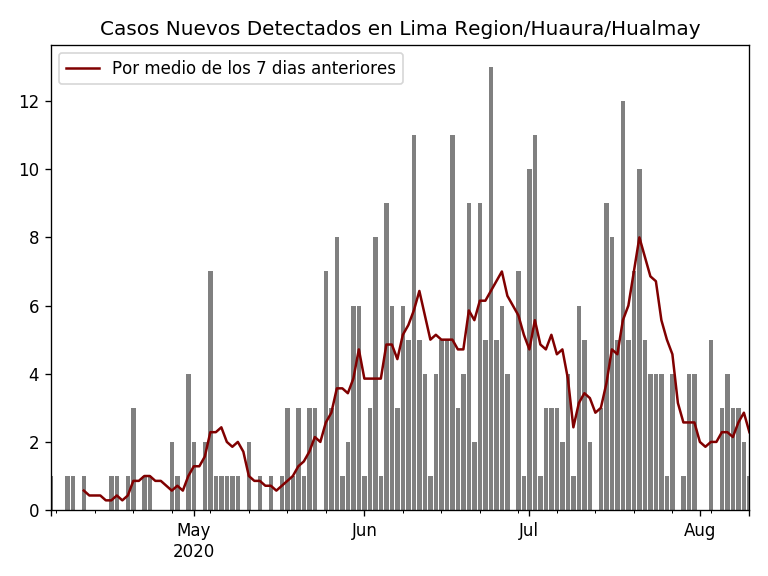 Casos Nuevos Detectados en Lima Region/Huaura/Hualmay
Por medio de los 7 dias anteriores
12
10
8
6
4
2
0
May Jun Jul Aug
2020